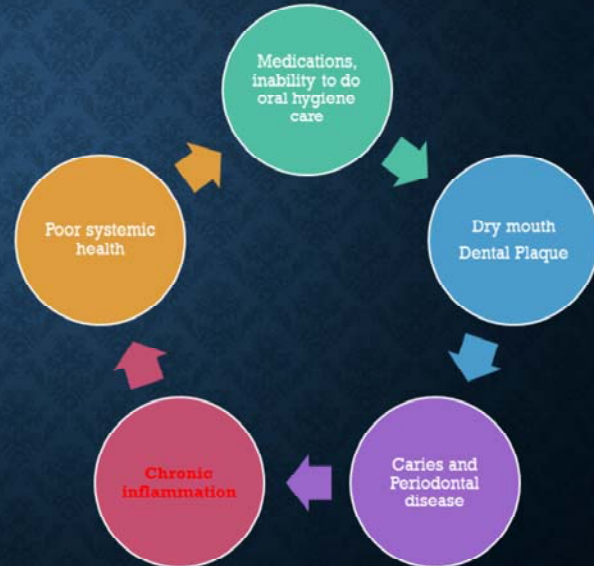 Medications,
inability to do
oral hygiene
care
Dry mouth
Dental Plaque
Caries and
Periodontal
disease
Chronic
inflammation
Poor systemic
health